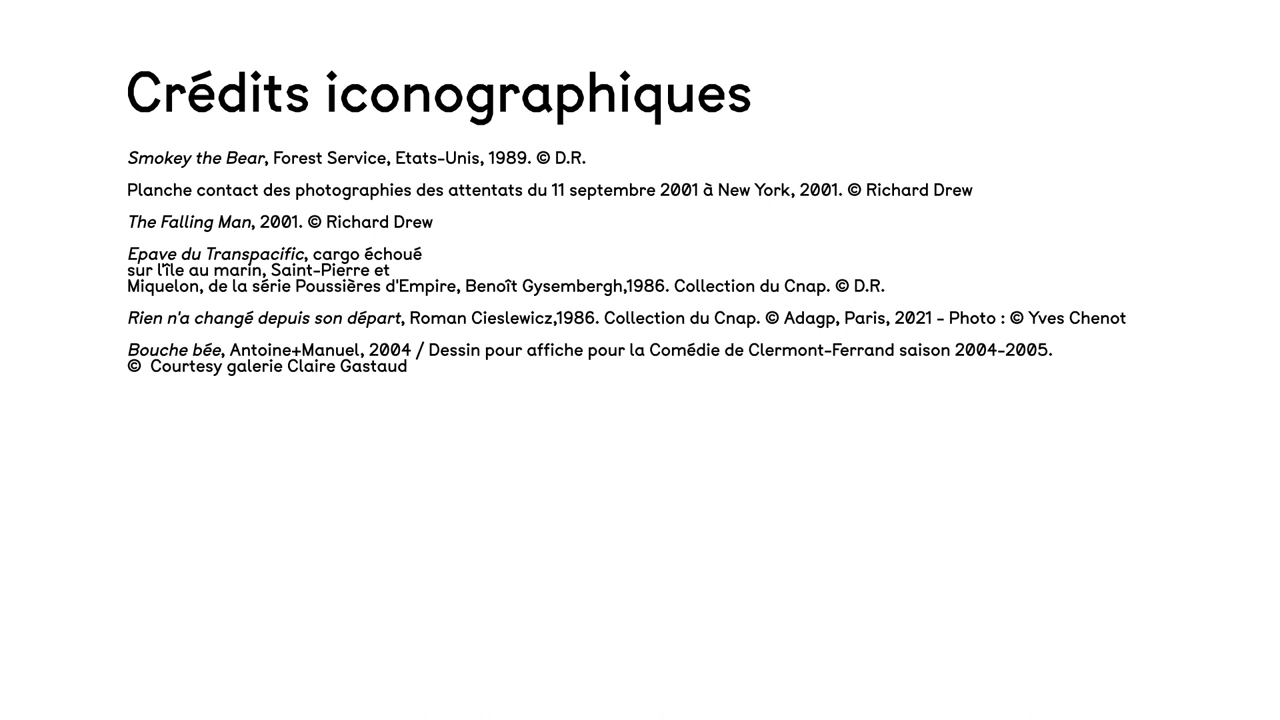 Crédits iconographiques
Smokey the Bear, Forest Service, Etats-Unis, 1989. © D.R.
Planche contact des photographies des attentats du 11 septembre 2001 à New York, 2001. © Richard Drew
The Falling Man, 2001. © Richard Drew
Epave du Transpacific, cargo échoué
sur l'île au marin, Saint-Pierre et
Miquelon, de la série Poussières d'Empire, Benoît Gysembergh,1986. Collection du Cnap. © D.R.
Rien n'a changé depuis son départ, Roman Cieslewicz,1986. Collection du Cnap. © Adagp, Paris, 2021 - Photo : © Yves Chenot
Bouche bée, Antoine+Manuel, 2004 / Dessin pour affiche pour la Comédie de Clermont-Ferrand saison 2004-2005.
© Courtesy galerie Claire Gastaud